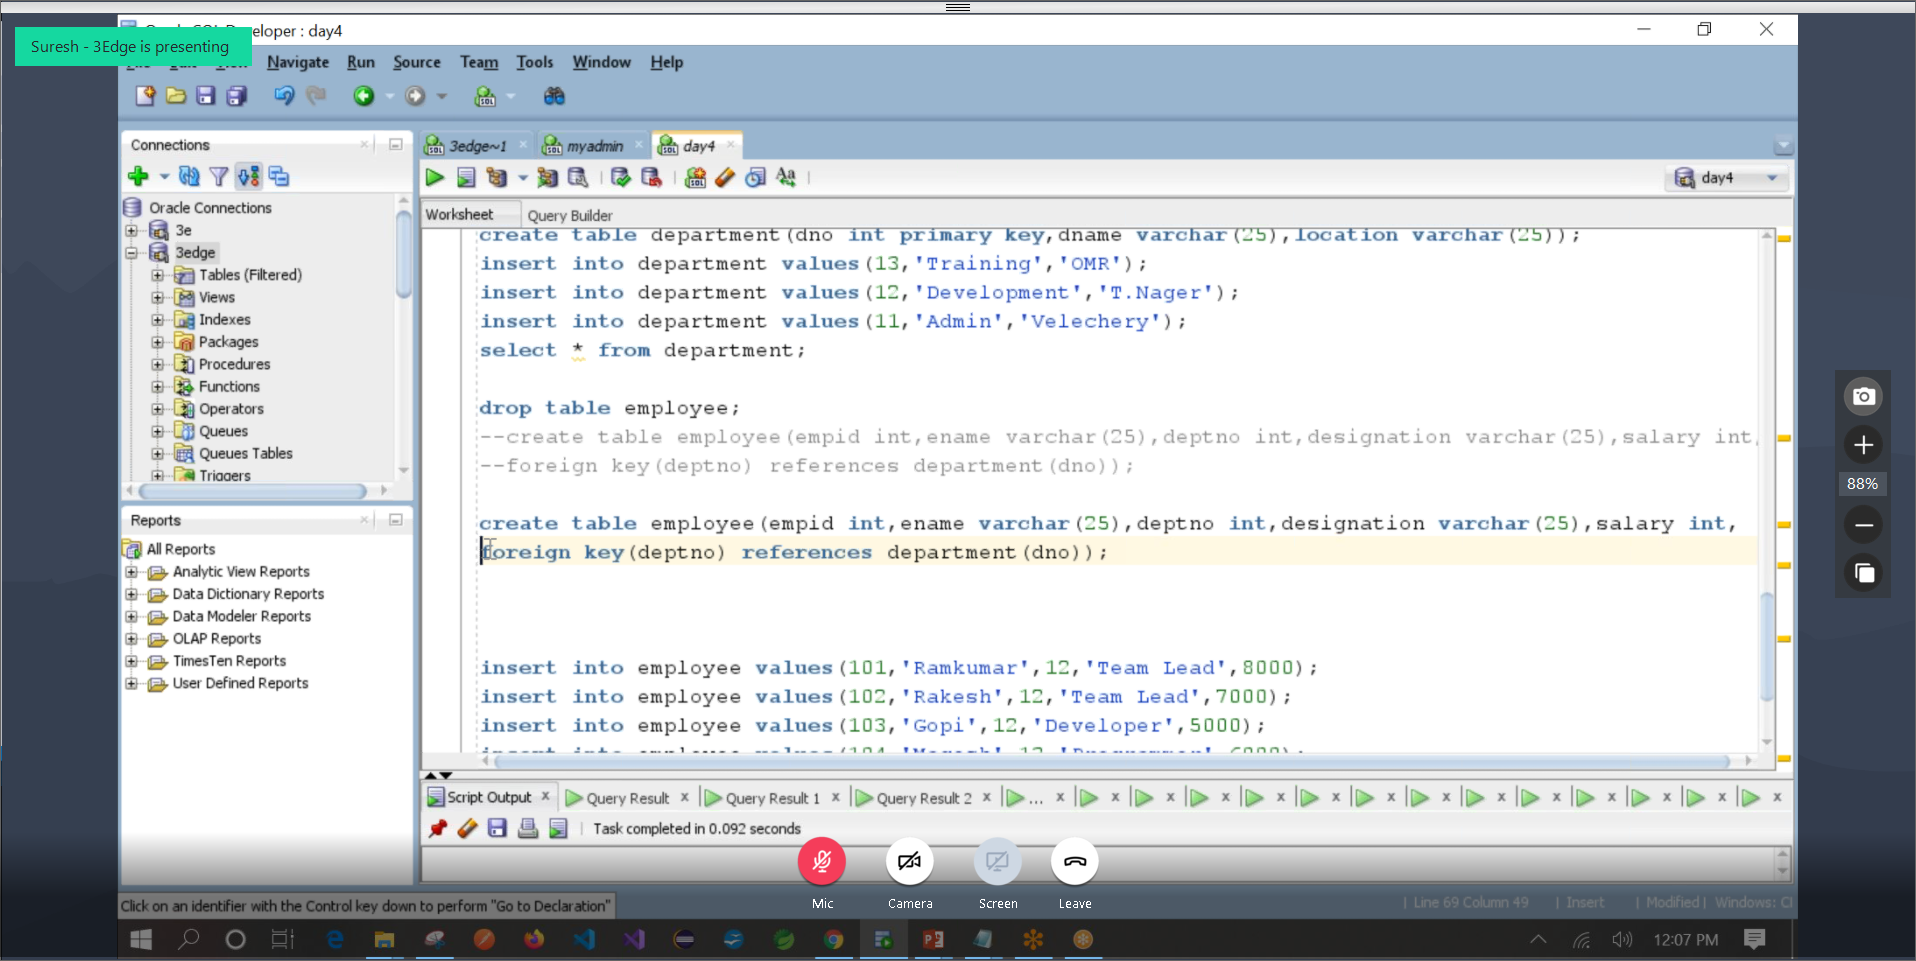 Suresh - 3Edge is presenting
eloper : day4
Navigate Run Source Team Tools Window Help
Connections
Oracle Connections
3e
3edge
Tables (Filtered)
Views
Indexes
Packages
Procedures
Functions
Operators
Queues
Queues Tables
Triggers
Reports
All Reports
Analytic View Reports
Data Dictionary Reports
Data Modeler Reports
OLAP Reports
TimesTen Reports
User Defined Reports
3edge~1 myadmin day4
day4
Worksheet Query Builder
create table department(dno int primary key,dname varchar(25),location varchar(25));
insert into department values(13,'Training','OMR');
insert into department values(12,'Development','T.Nager');
insert into department values(11,'Admin','Velechery');
select * from department;
drop table employee;
--create table employee(empid int,ename varchar(25),deptno int,designation varchar(25),salary int,
--foreign key(deptno) references department(dno));
create table employee(empid int,ename varchar(25),deptno int,designation varchar(25),salary int,
foreign key(deptno) references department(dno));
insert into employee values(101,'Ramkumar',12,'Team Lead',8000);
insert into employee values(102,'Rakesh',12,'Team Lead',7000);
insert into employee values(103,'Gopi',12,'Developer',5000);
Script Output Query Result Query Result 1 Query Result 2 ...
Task completed in 0.092 seconds
Click on an identifier with the Control key down to perform "Go to Declaration"
Line 69 Column 49 Insert Modified Windows: Cl
Mic Camera Screen Leave
12:07 PM
88%